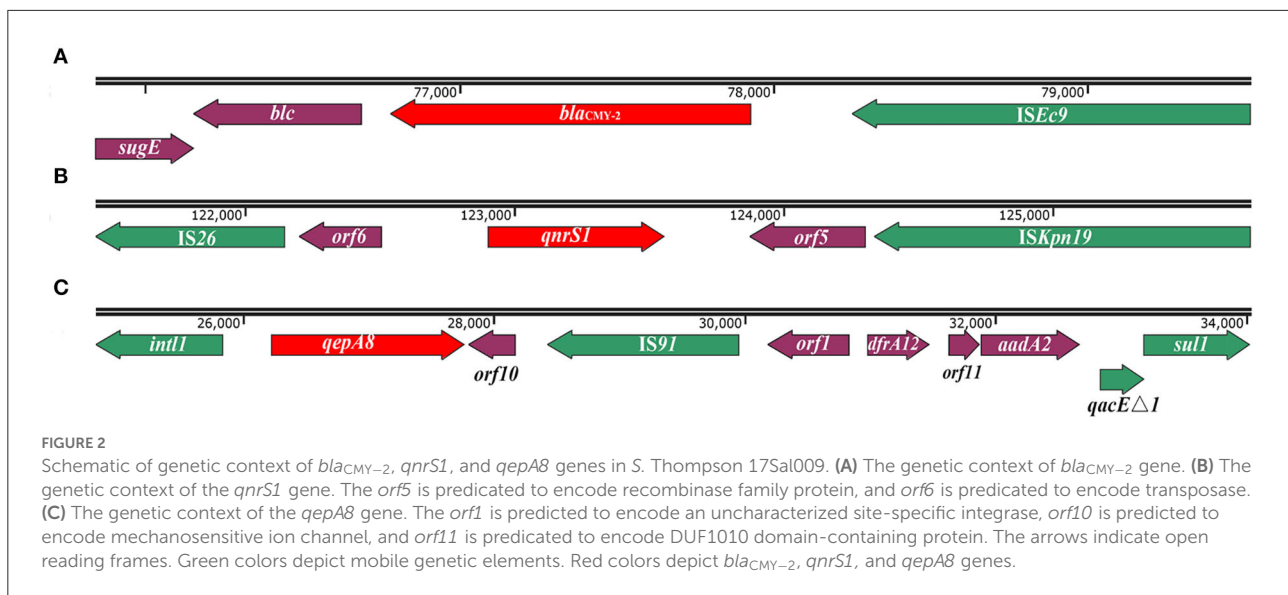 A
77,000 78,000 79,000
blc blaCMY-2 ISEc9
sugE
B
122,000 123,000 124,000 125,000
IS26 orf6 qnrS1 orf5 ISKpn19
C
26,000 28,000 30,000 32,000 34,000
intI1 qepA8 IS91 orf1 dfrA12 aadA2 sul1
orf10 orf11
qacE△1
FIGURE 2
Schematic of genetic context of blaCMY−2, qnrS1, and qepA8 genes in S. Thompson 17Sal009. (A) The genetic context of blaCMY−2 gene. (B) The
genetic context of the qnrS1 gene. The orf5 is predicated to encode recombinase family protein, and orf6 is predicated to encode transposase.
(C) The genetic context of the qepA8 gene. The orf1 is predicted to encode an uncharacterized site-specific integrase, orf10 is predicted to
encode mechanosensitive ion channel, and orf11 is predicated to encode DUF1010 domain-containing protein. The arrows indicate open
reading frames. Green colors depict mobile genetic elements. Red colors depict blaCMY−2, qnrS1, and qepA8 genes.